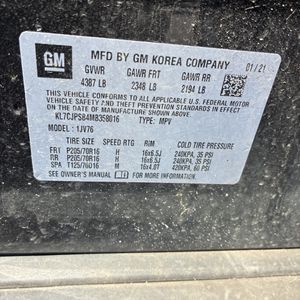 GM
MFD BY GM KOREA COMPANY
GVWR GAWR FRT GAWR RR 01/21
4387 LB 2348 LB 2194 LB
THIS VEHICLE CONFORMS TO ALL APPLICABLE U.S. FEDERAL MOTOR
VEHICLE SAFETY AND THEFT PREVENTION STANDARDS IN EFFECT ON THE
DATE OF MANUFACTURE SHOWN ABOVE.
KL7CJPSB4MB358016 TYPE: MPV
MODEL: 1JV76
TIRE SIZE SPEED RTG RIM COLD TIRE PRESSURE
FRT P205/70R16 H 16x6.5J 240KPA, 35 PSI
RR P205/70R16 H 16x6.5J 240KPA, 35 PSI
SPA T125/76D16 M 16x4.0T 420KPA, 60 PSI
SEE OWNER'S MANUAL FOR ADDITIONAL INFORMATION.